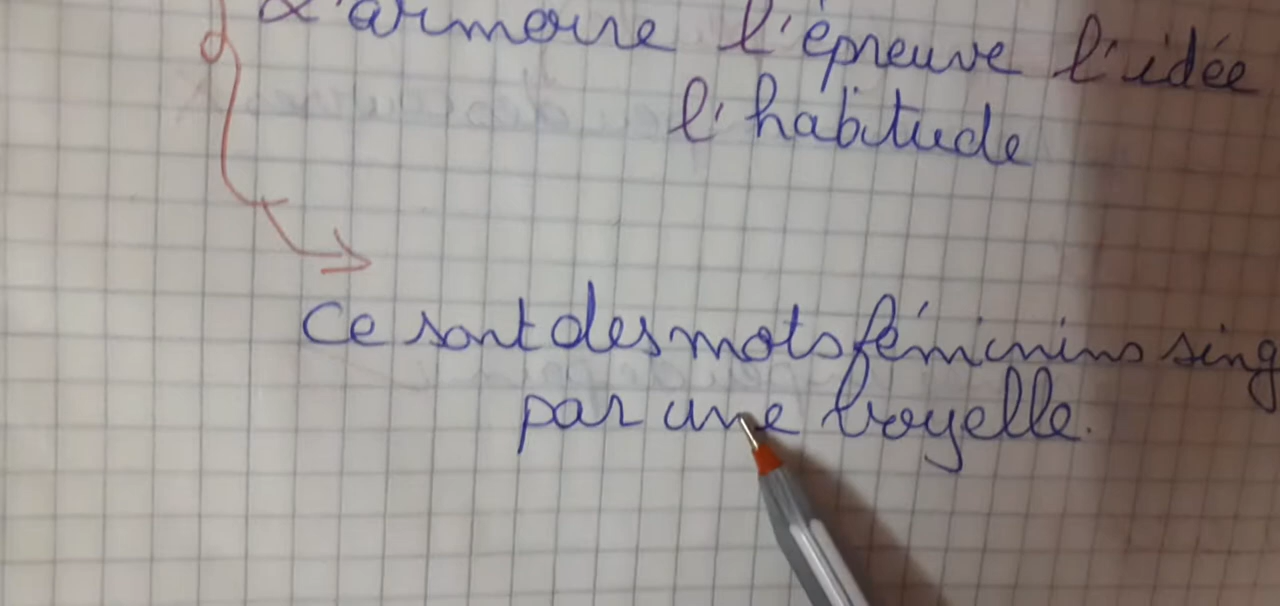 L'armoire l'épreuve l'idée
l'habitude
Ce sont des mots féminins sing
par une voyelle.